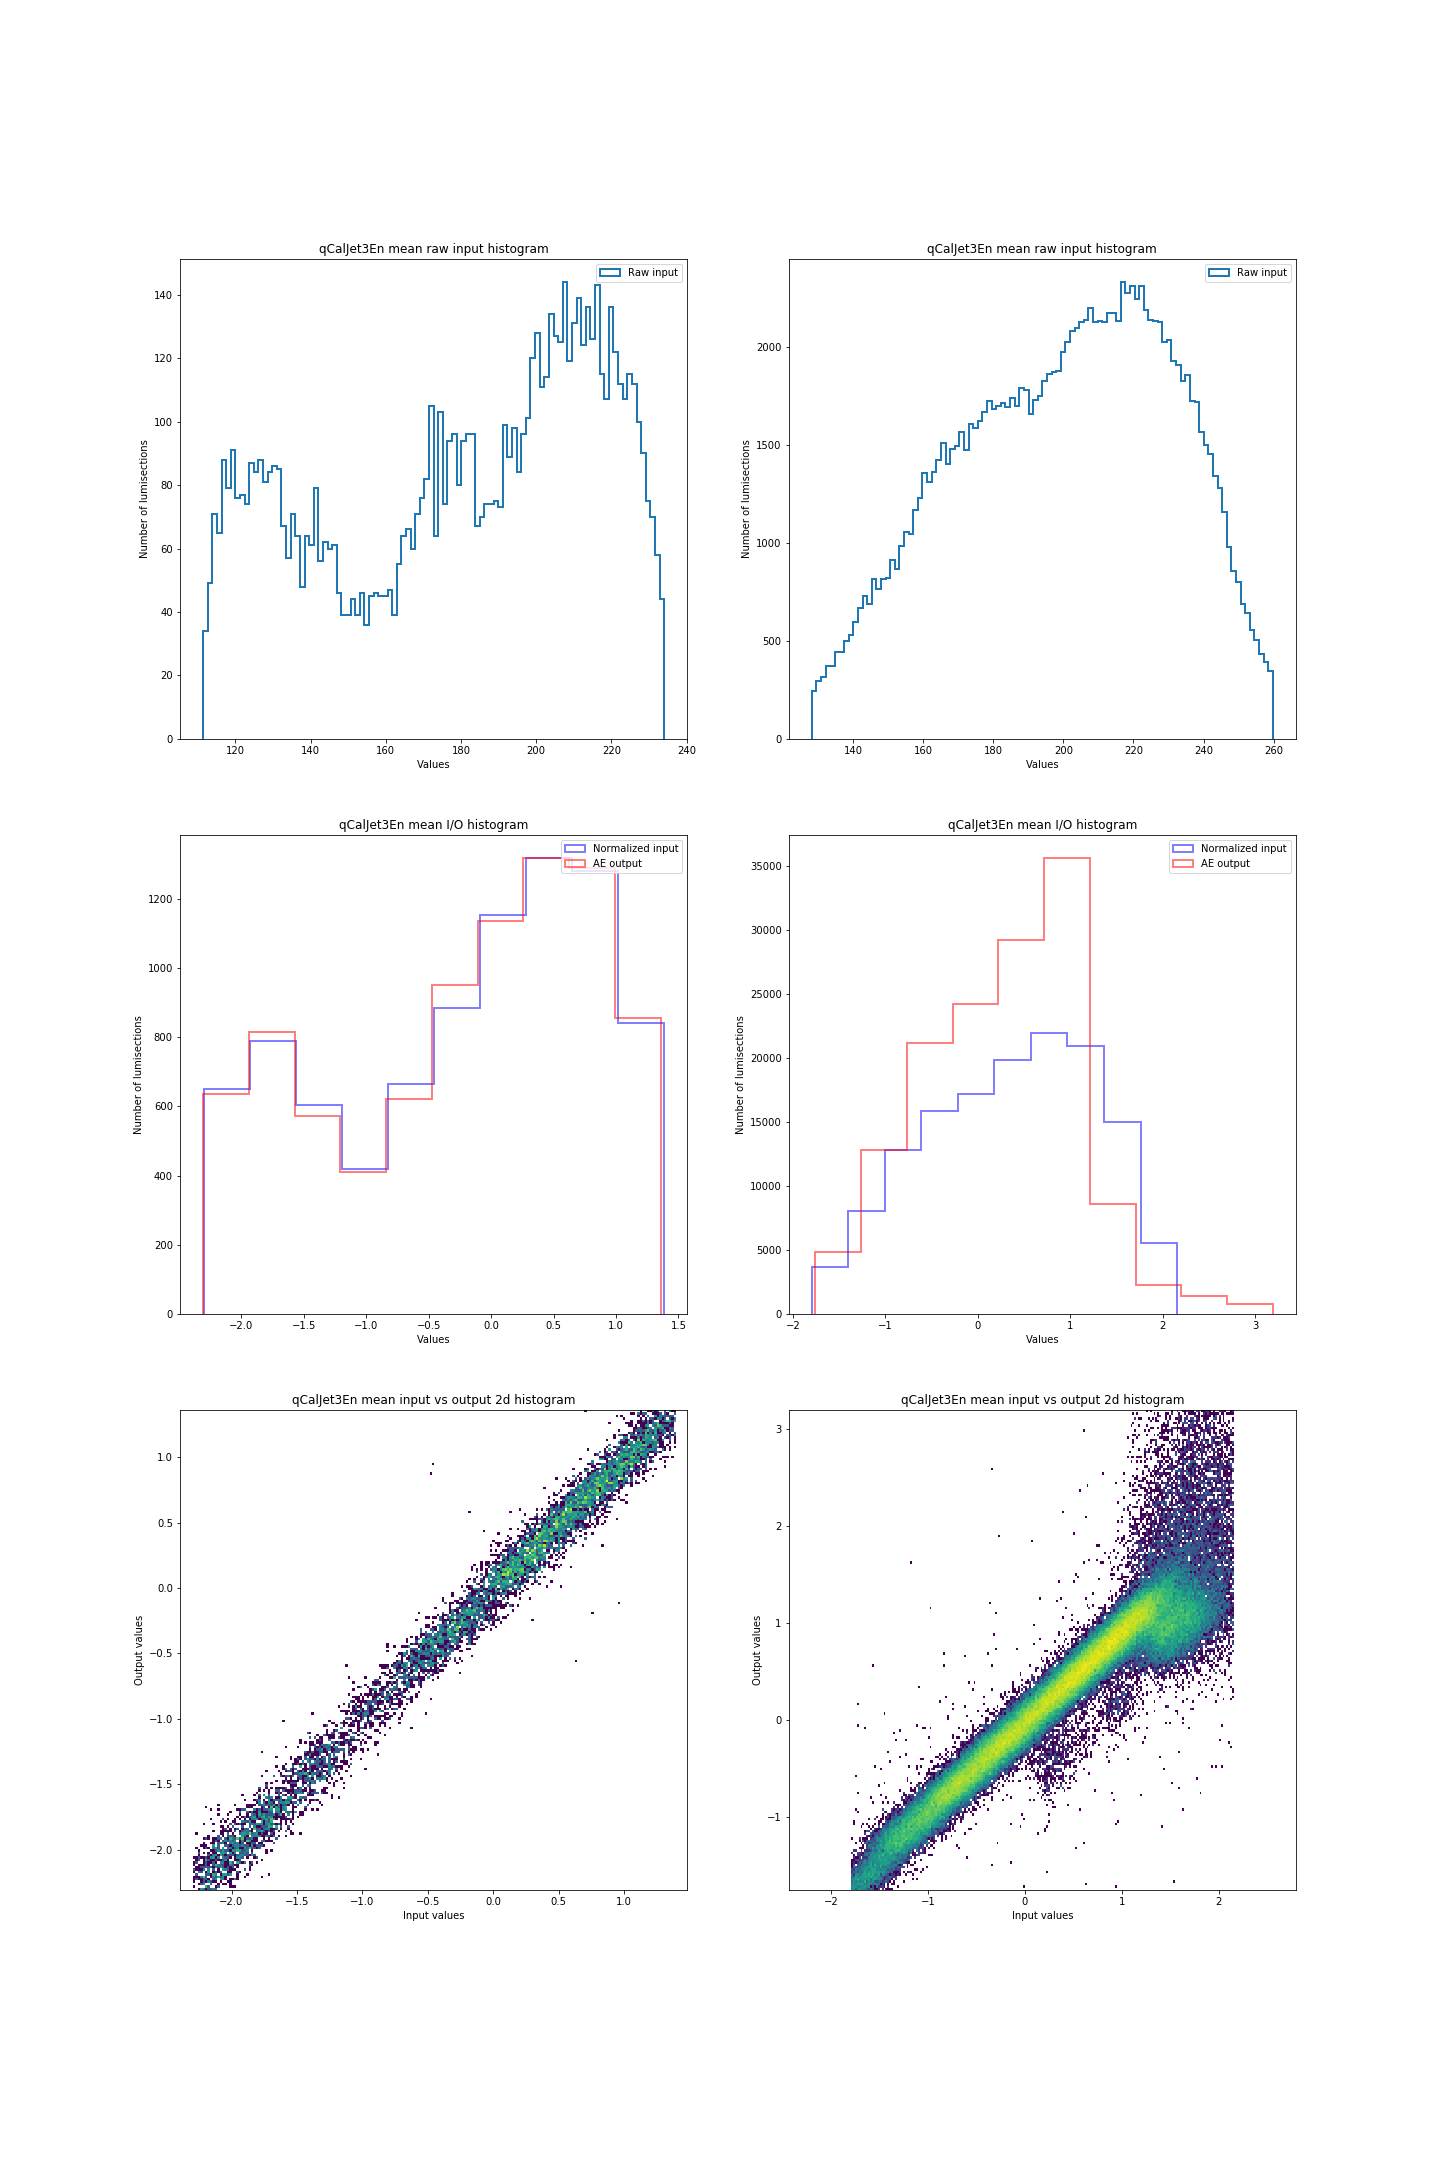 qCalJet3En mean raw input histogram
Raw input
Number of lumisections
140
120
100
80
60
40
20
0
120 140 160 180 200 220 240
Values
qCalJet3En mean raw input histogram
Raw input
Number of lumisections
2000
1500
1000
500
0
140 160 180 200 220 240 260
Values
qCalJet3En mean I/O histogram
Normalized input
AE output
Number of lumisections
1200
1000
800
600
400
200
0
−2.0 −1.5 −1.0 −0.5 0.0 0.5 1.0 1.5
Values
qCalJet3En mean I/O histogram
Normalized input
AE output
Number of lumisections
35000
30000
25000
20000
15000
10000
5000
0
−2 −1 0 1 2 3
Values
qCalJet3En mean input vs output 2d histogram
Output values
1.0
0.5
0.0
−0.5
−1.0
−1.5
−2.0
−2.0 −1.5 −1.0 −0.5 0.0 0.5 1.0
Input values
qCalJet3En mean input vs output 2d histogram
Output values
3
2
1
0
−1
−2 −1 0 1 2
Input values